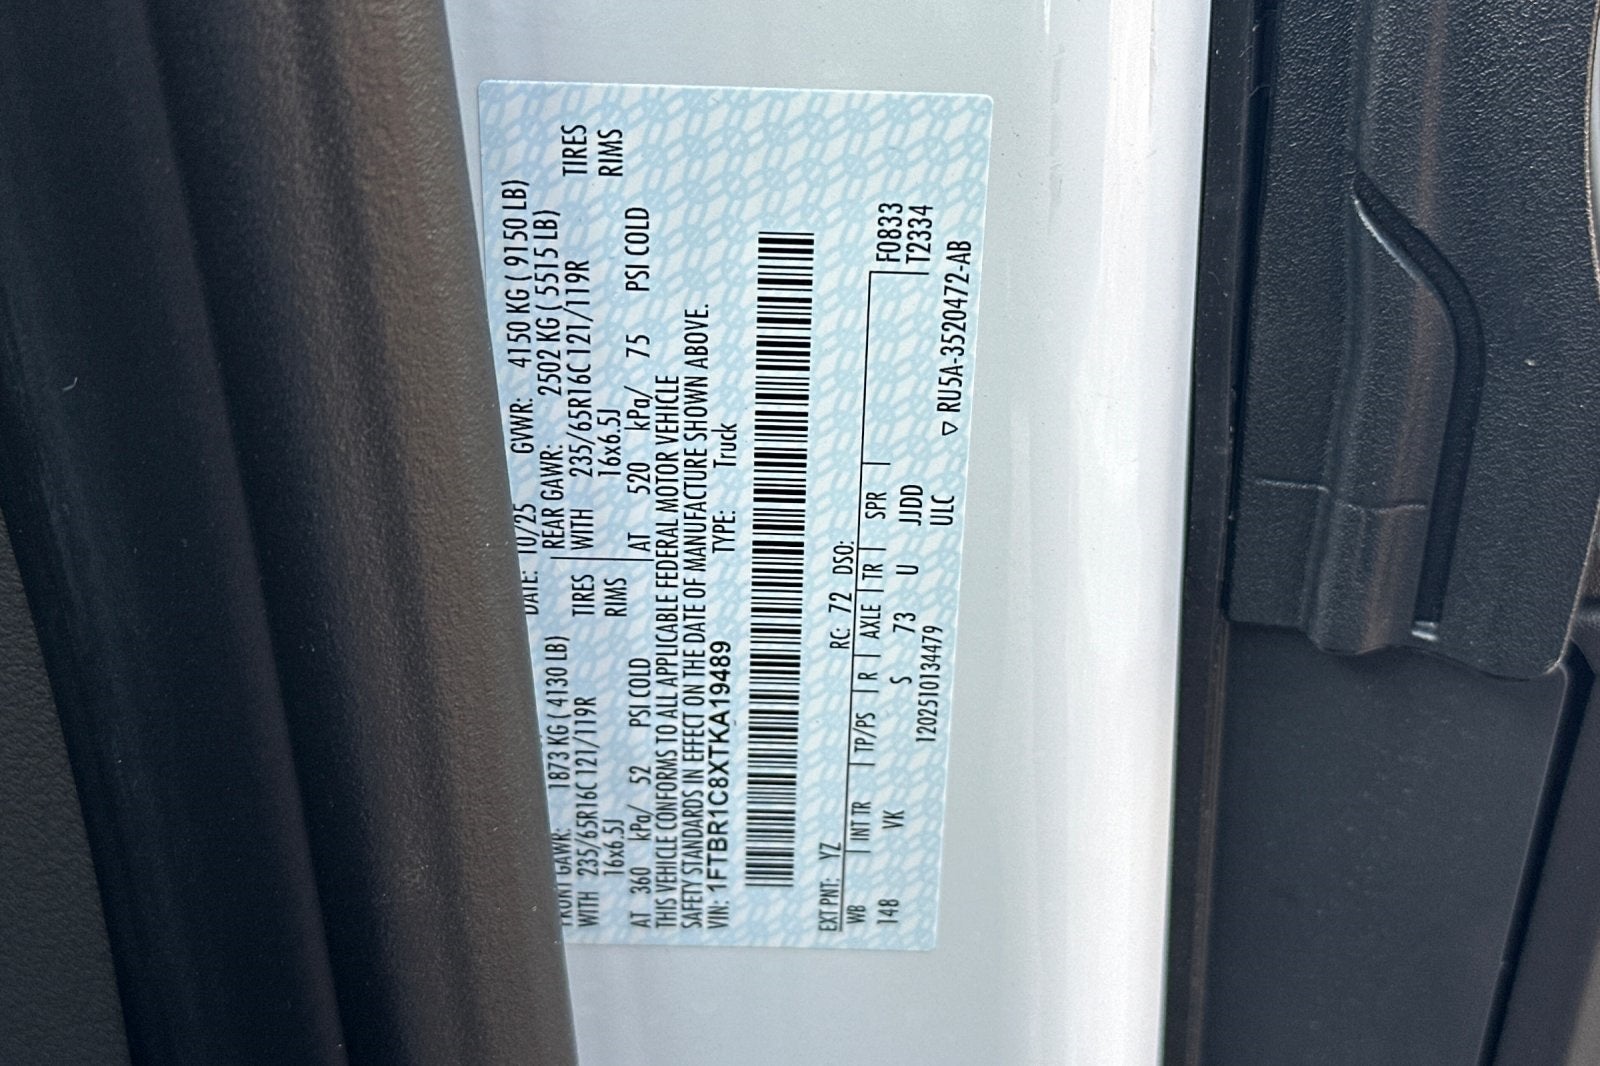 DATE: 10/25 GVWR: 4150 KG ( 9150 LB)
FRONT GAWR: 1873 KG ( 4130 LB) REAR GAWR: 2502 KG ( 5515 LB)
WITH 235/65R16C 121/119R TIRES WITH 235/65R16C 121/119R TIRES
16x6.5J RIMS 16x6.5J RIMS
AT 360 kPa/ 52 PSI COLD AT 520 kPa/ 75 PSI COLD
THIS VEHICLE CONFORMS TO ALL APPLICABLE FEDERAL MOTOR VEHICLE
SAFETY STANDARDS IN EFFECT ON THE DATE OF MANUFACTURE SHOWN ABOVE.
VIN: 1FTBR1C8XTKA19489 TYPE: Truck
EXT PNT: YZ RC: 72 DSO:
WB INT TR TP/PS R AXLE TR SPR F0833
148 VK S 73 U JJDD T2334
120251013447​9 ULC
▽ RU5A-3520472-AB